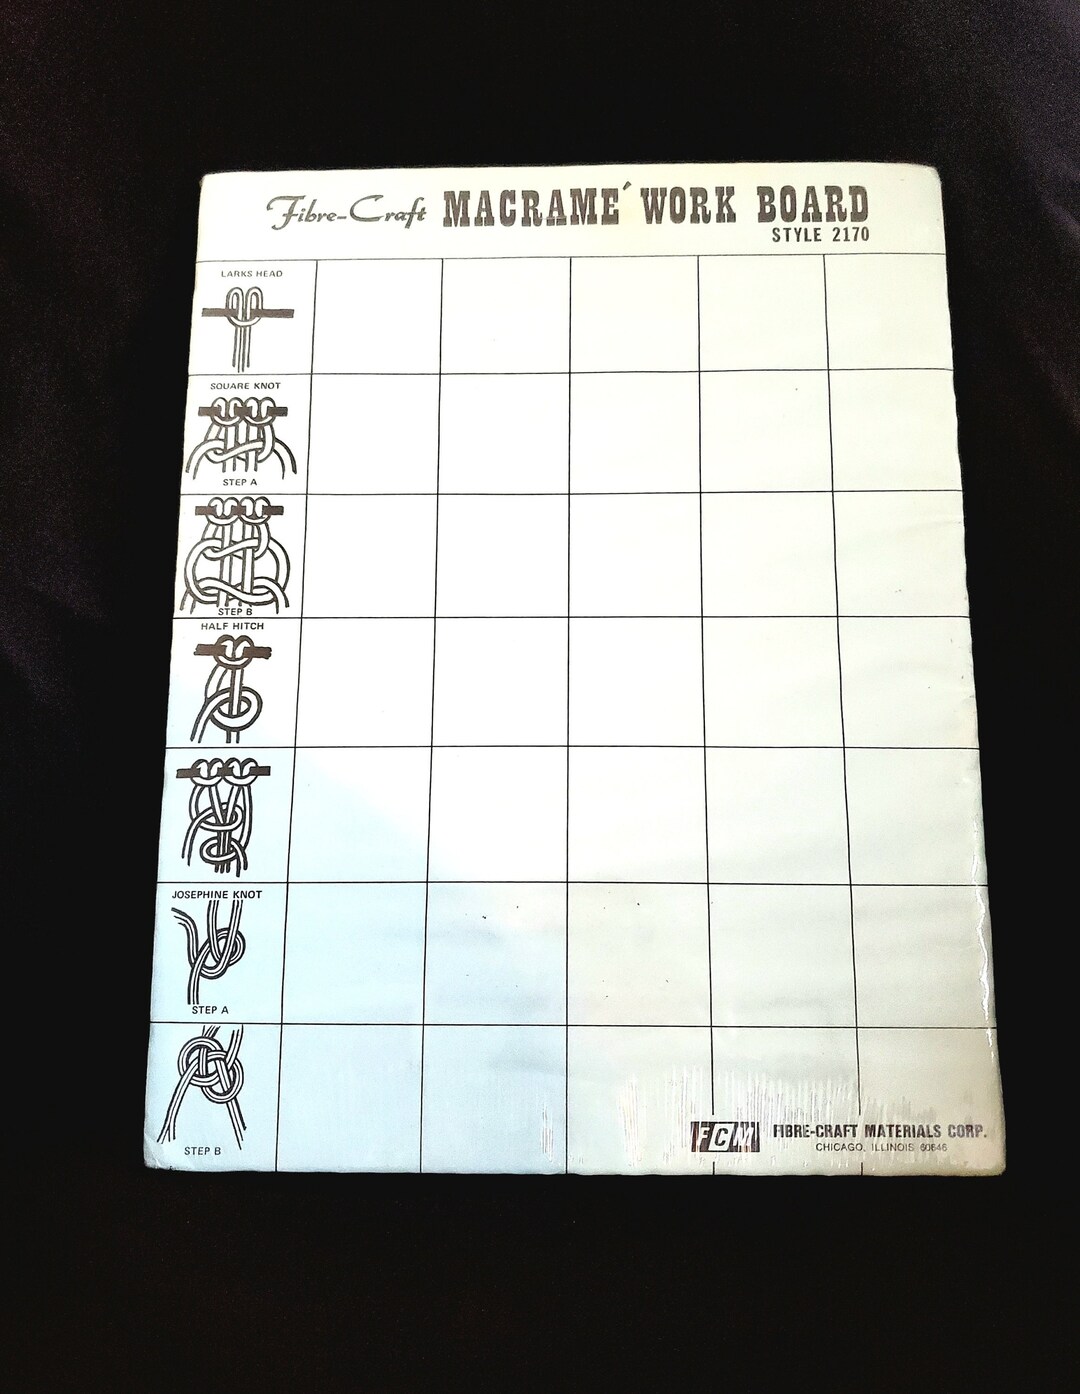 Fibre-Craft MACRAMÉ WORK BOARD
STYLE 2170
LARKS HEAD
SQUARE KNOT
STEP A
STEP B
HALF HITCH
JOSEPHINE KNOT
STEP A
STEP B
FCM FIBRE-CRAFT MATERIALS CORP.
CHICAGO, ILLINOIS 60646